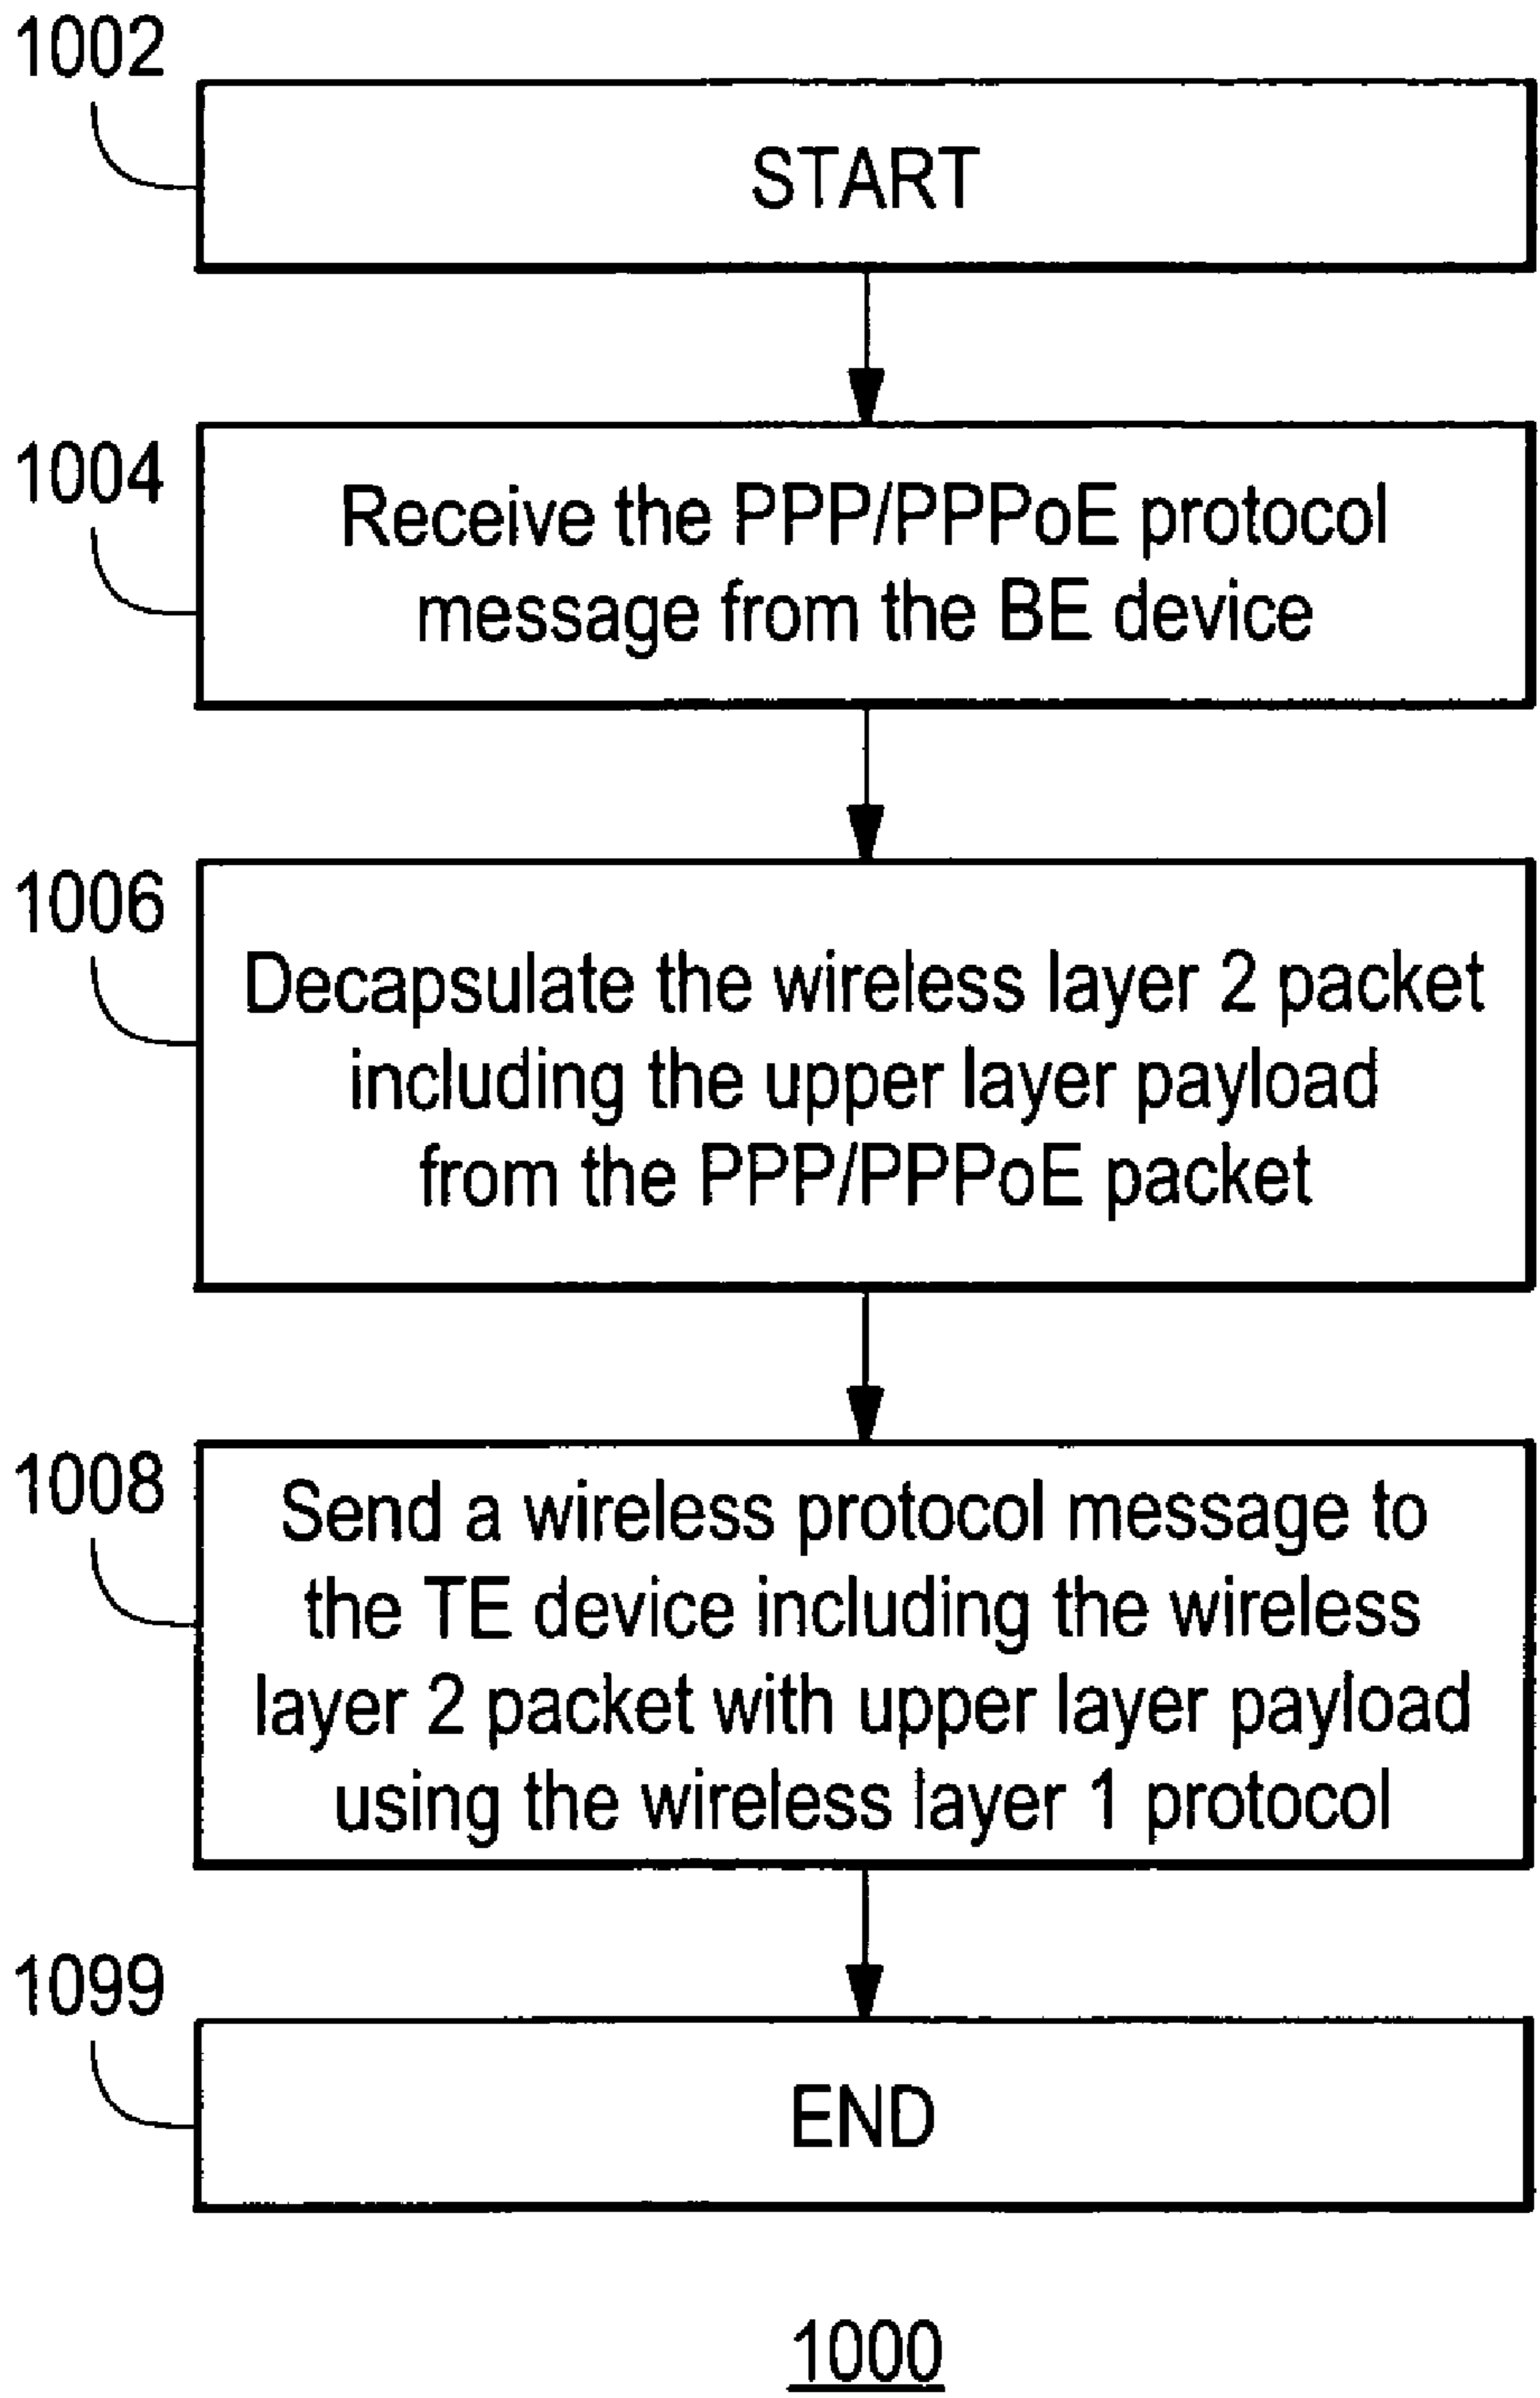 1002
START
1004
Receive the PPP/PPPoE protocol
message from the BE device
1006
Decapsulate the wireless layer 2 packet
including the upper layer payload
from the PPP/PPPoE packet
1008
Send a wireless protocol message to
the TE device including the wireless
layer 2 packet with upper layer payload
using the wireless layer 1 protocol
1099
END
1000